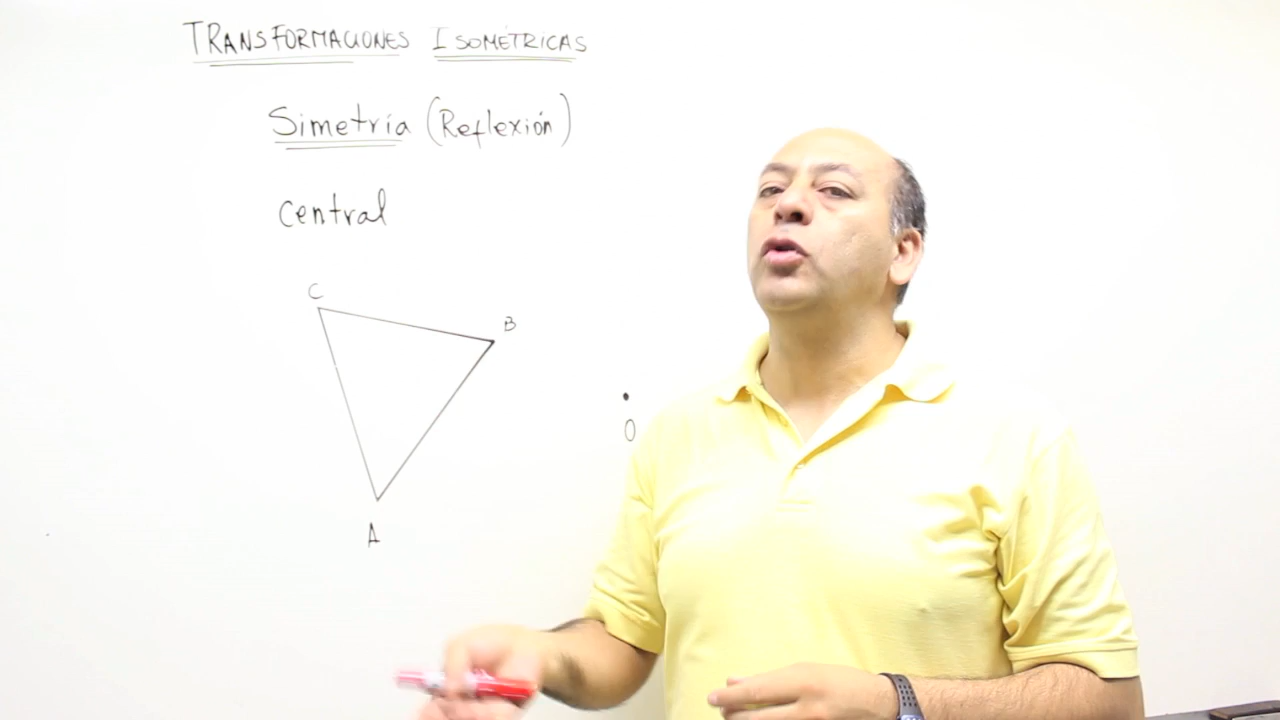 TRANSFORMACIONES ISOMÉTRICAS
Simetría (Reflexión)
Central
C
B
O
A